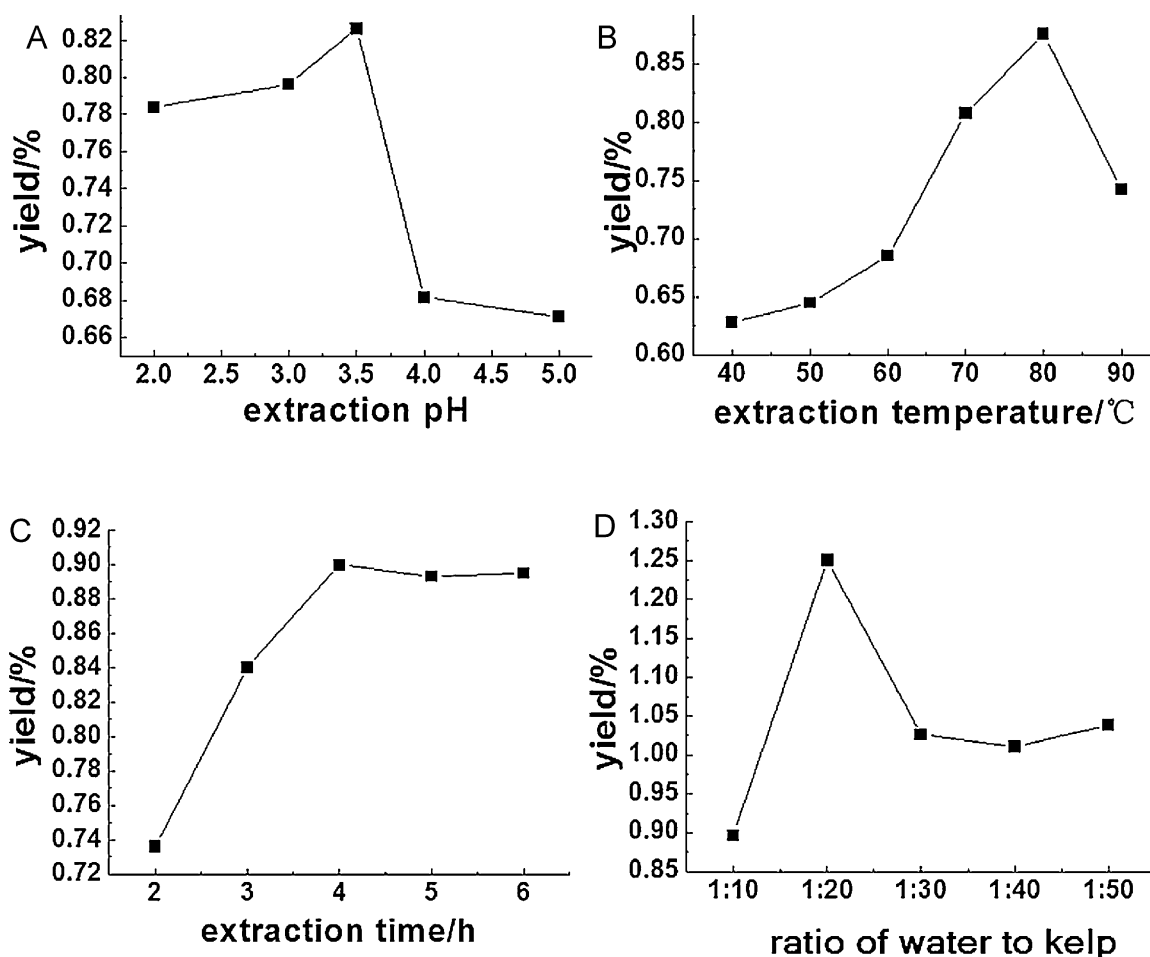 A
yield/%
0.82
0.80
0.78
0.76
0.74
0.72
0.70
0.68
0.66
2.0 2.5 3.0 3.5 4.0 4.5 5.0
extraction pH
B
yield/%
0.85
0.80
0.75
0.70
0.65
0.60
40 50 60 70 80 90
extraction temperature/℃
C
yield/%
0.92
0.90
0.88
0.86
0.84
0.82
0.80
0.78
0.76
0.74
0.72
2 3 4 5 6
extraction time/h
D
yield/%
1.30
1.25
1.20
1.15
1.10
1.05
1.00
0.95
0.90
0.85
1:10 1:20 1:30 1:40 1:50
ratio of water to kelp